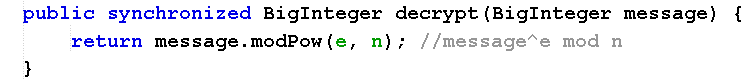 public synchronized BigInteger decrypt(BigInteger message) {
return message.modPow(e, n); //message^e mod n
}